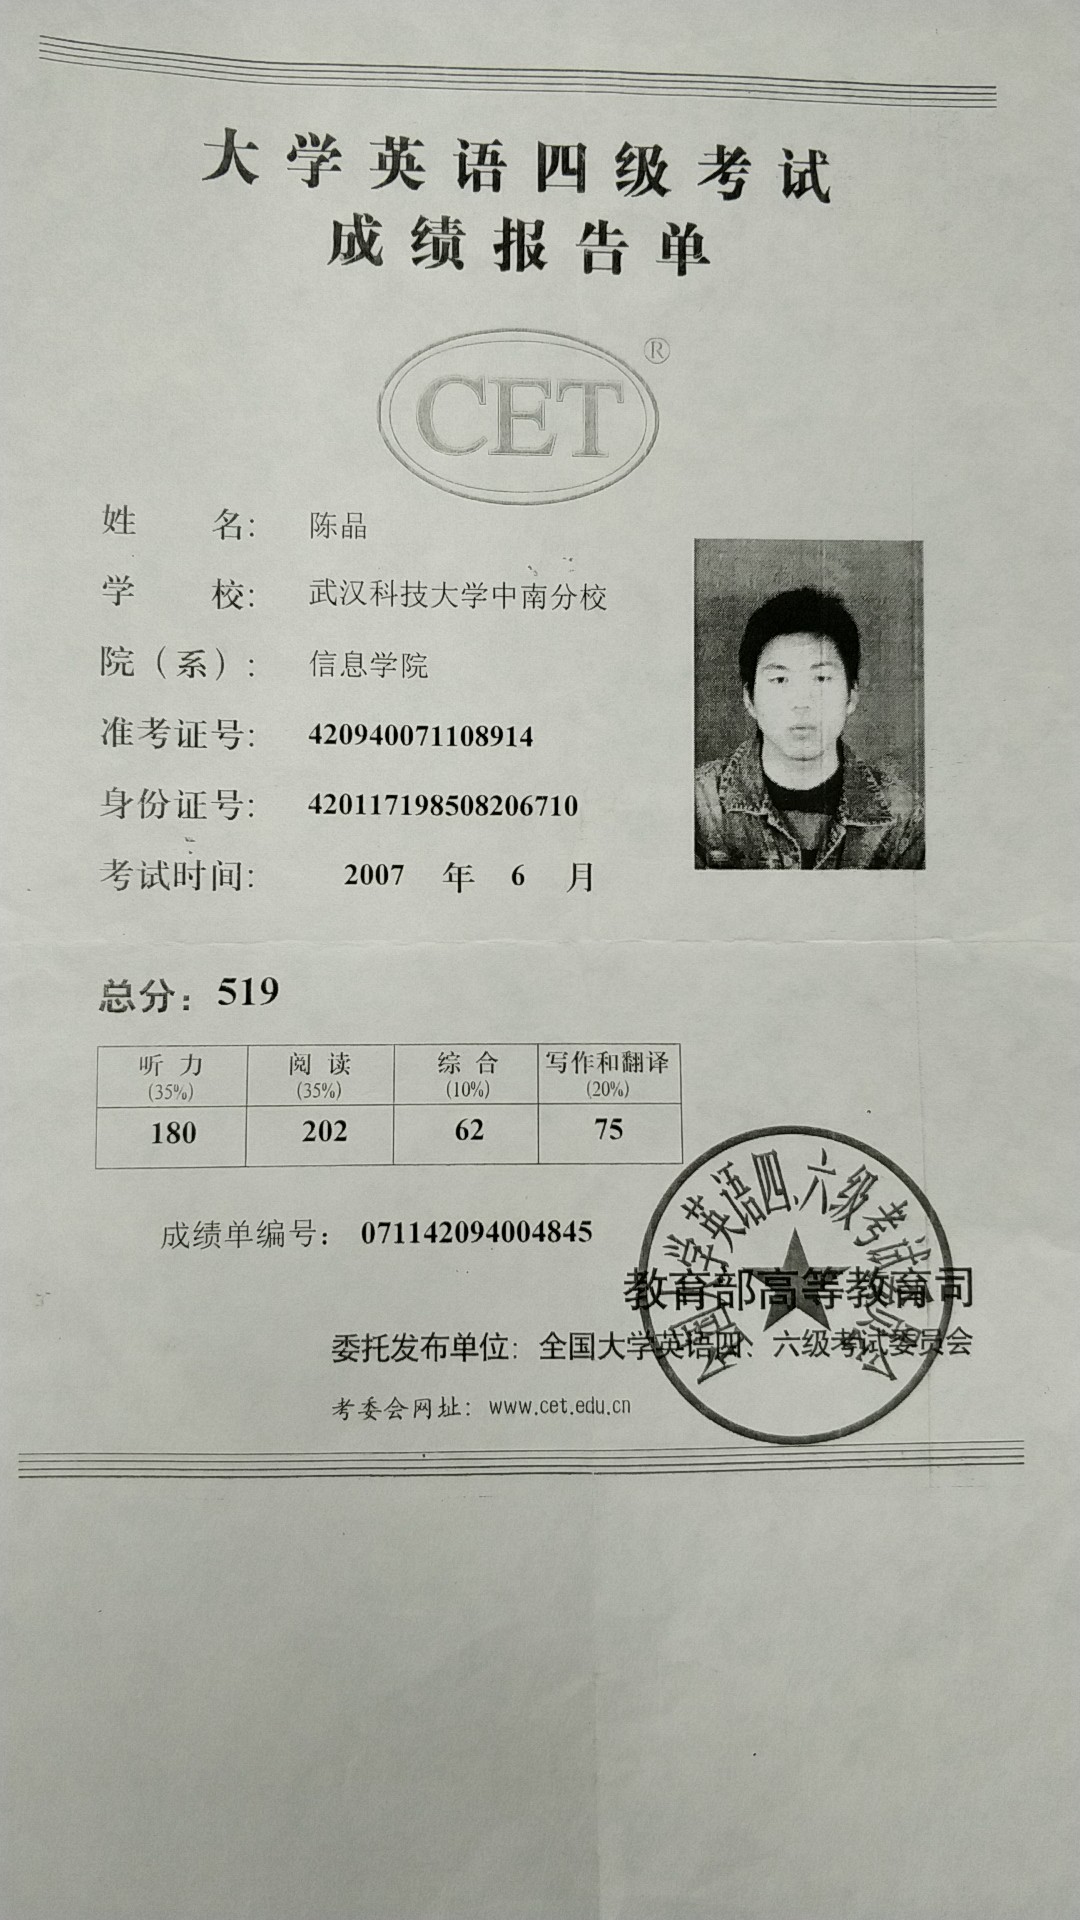 大学英语四级考试
成绩报告单
CET®
姓 名: 陈晶
学 校: 武汉科技大学中南分校
院（系）: 信息学院
准考证号: 420940071108914
身份证号: 420117198508206710
考试时间: 2007 年 6 月
总分: 519
听力 阅读 综合 写作和翻译
(35%) (35%) (10%) (20%)
180 202 62 75
成绩单编号: 071142094004845
全国大学英语四、六级考试委员会
教育部高等教育司
委托发布单位: 全国大学英语四、六级考试委员会
考委会网址: www.cet.edu.cn